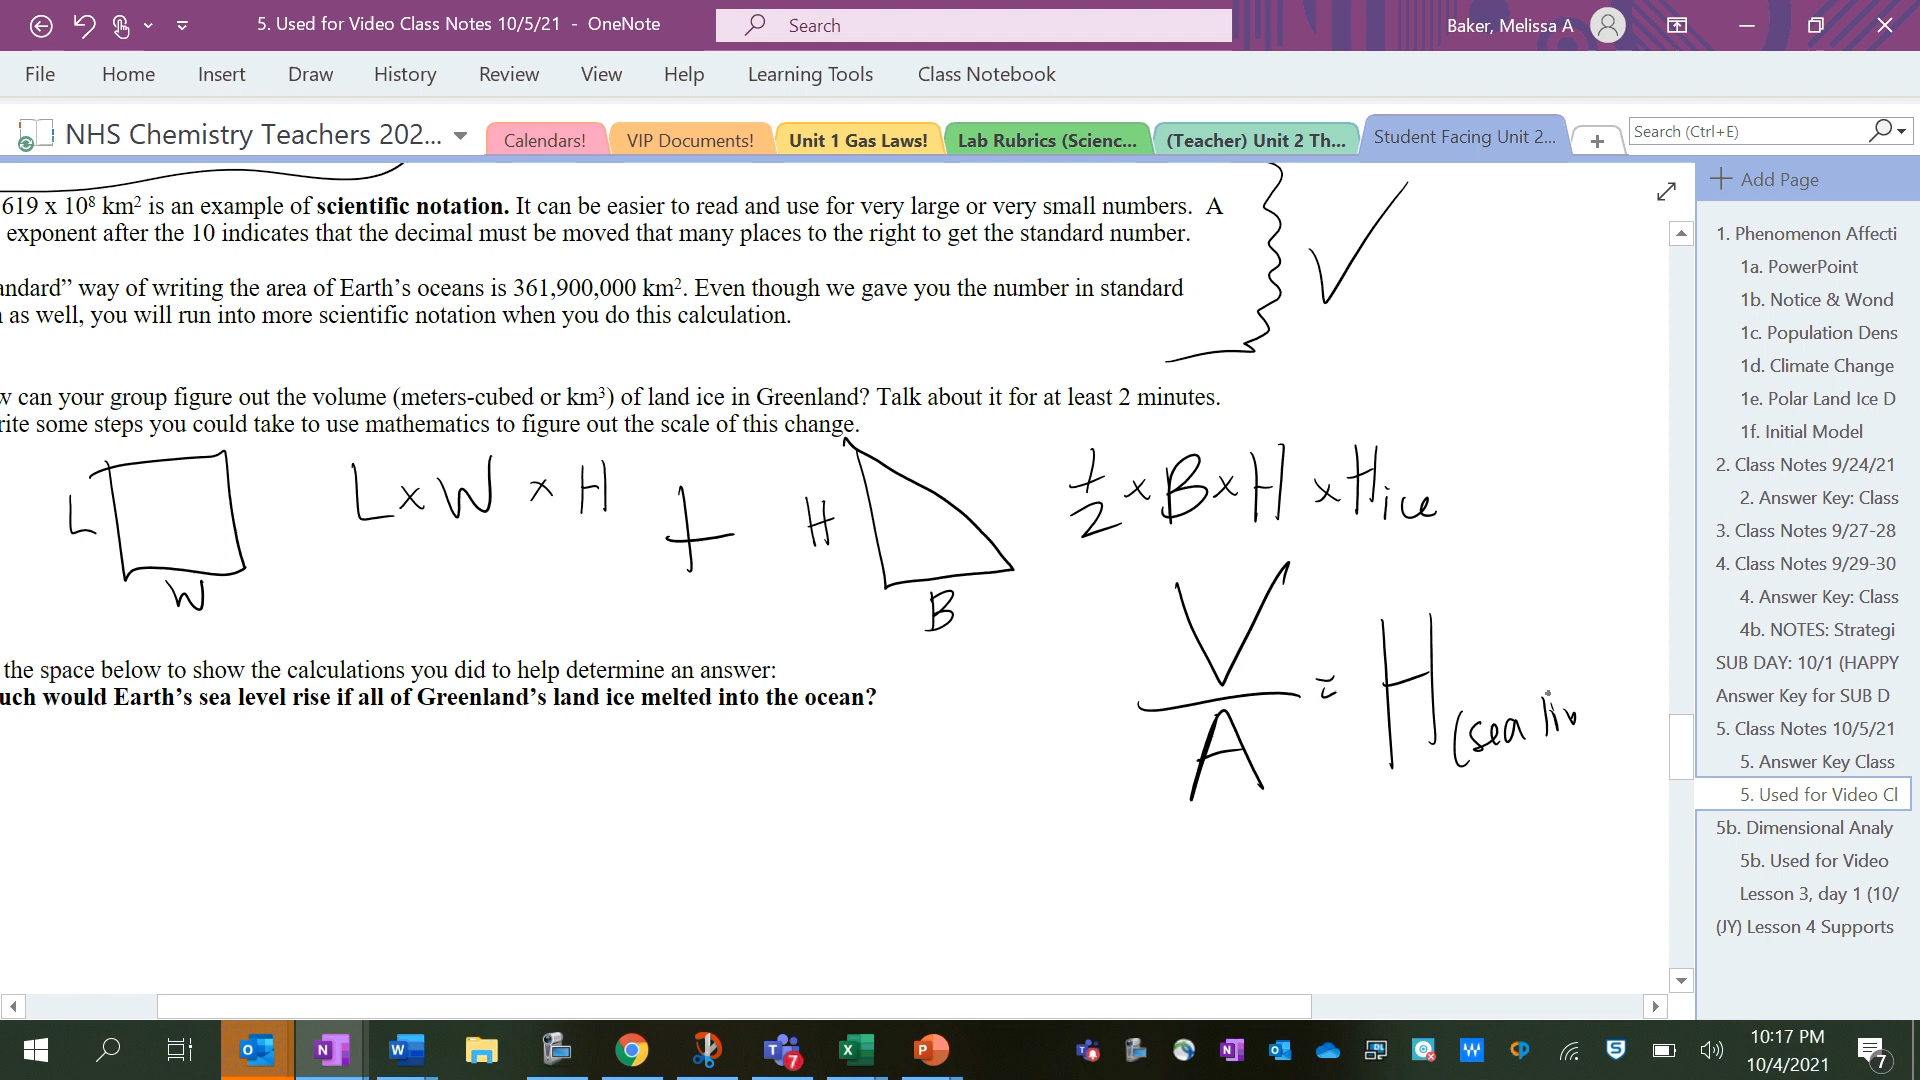 5. Used for Video Class Notes 10/5/21 - OneNote
Search
Baker, Melissa A
File Home Insert Draw History Review View Help Learning Tools Class Notebook
NHS Chemistry Teachers 202...
Calendars! VIP Documents! Unit 1 Gas Laws! Lab Rubrics (Scienc... (Teacher) Unit 2 Th... Student Facing Unit 2...
Search (Ctrl+E)
619 x 10⁸ km² is an example of scientific notation. It can be easier to read and use for very large or very small numbers. A
exponent after the 10 indicates that the decimal must be moved that many places to the right to get the standard number.
andard” way of writing the area of Earth’s oceans is 361,900,000 km². Even though we gave you the number in standard
as well, you will run into more scientific notation when you do this calculation.
w can your group figure out the volume (meters-cubed or km³) of land ice in Greenland? Talk about it for at least 2 minutes.
rite some steps you could take to use mathematics to figure out the scale of this change.
L
W
L x W x H
+
H
B
1/2 x B x H x H ice
V/A = H (sea
the space below to show the calculations you did to help determine an answer:
uch would Earth’s sea level rise if all of Greenland’s land ice melted into the ocean?
Add Page
1. Phenomenon Affecti
1a. PowerPoint
1b. Notice & Wond
1c. Population Dens
1d. Climate Change
1e. Polar Land Ice D
1f. Initial Model
2. Class Notes 9/24/21
2. Answer Key: Class
3. Class Notes 9/27-28
4. Class Notes 9/29-30
4. Answer Key: Class
4b. NOTES: Strategi
SUB DAY: 10/1 (HAPPY
Answer Key for SUB D
5. Class Notes 10/5/21
5. Answer Key Class
5. Used for Video Cl
5b. Dimensional Analy
5b. Used for Video
Lesson 3, day 1 (10/
(JY) Lesson 4 Supports
10:17 PM
10/4/2021
7
7